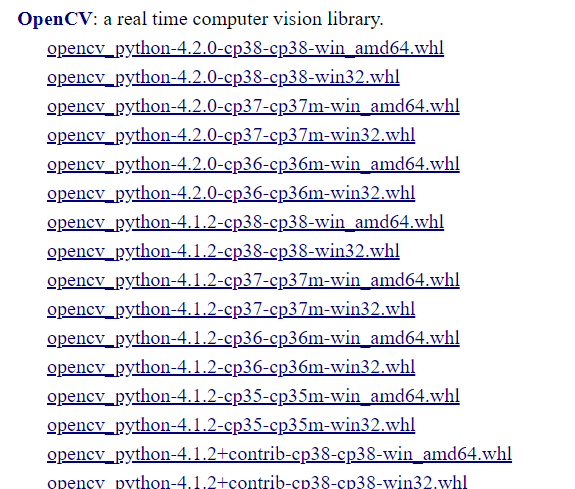 OpenCV: a real time computer vision library.
opencv_python-4.2.0-cp38-cp38-win_amd64.whl
opencv_python-4.2.0-cp38-cp38-win32.whl
opencv_python-4.2.0-cp37-cp37m-win_amd64.whl
opencv_python-4.2.0-cp37-cp37m-win32.whl
opencv_python-4.2.0-cp36-cp36m-win_amd64.whl
opencv_python-4.2.0-cp36-cp36m-win32.whl
opencv_python-4.1.2-cp38-cp38-win_amd64.whl
opencv_python-4.1.2-cp38-cp38-win32.whl
opencv_python-4.1.2-cp37-cp37m-win_amd64.whl
opencv_python-4.1.2-cp37-cp37m-win32.whl
opencv_python-4.1.2-cp36-cp36m-win_amd64.whl
opencv_python-4.1.2-cp36-cp36m-win32.whl
opencv_python-4.1.2-cp35-cp35m-win_amd64.whl
opencv_python-4.1.2-cp35-cp35m-win32.whl
opencv_python-4.1.2+contrib-cp38-cp38-win_amd64.whl
opencv_python-4.1.2+contrib-cp38-cp38-win32.whl